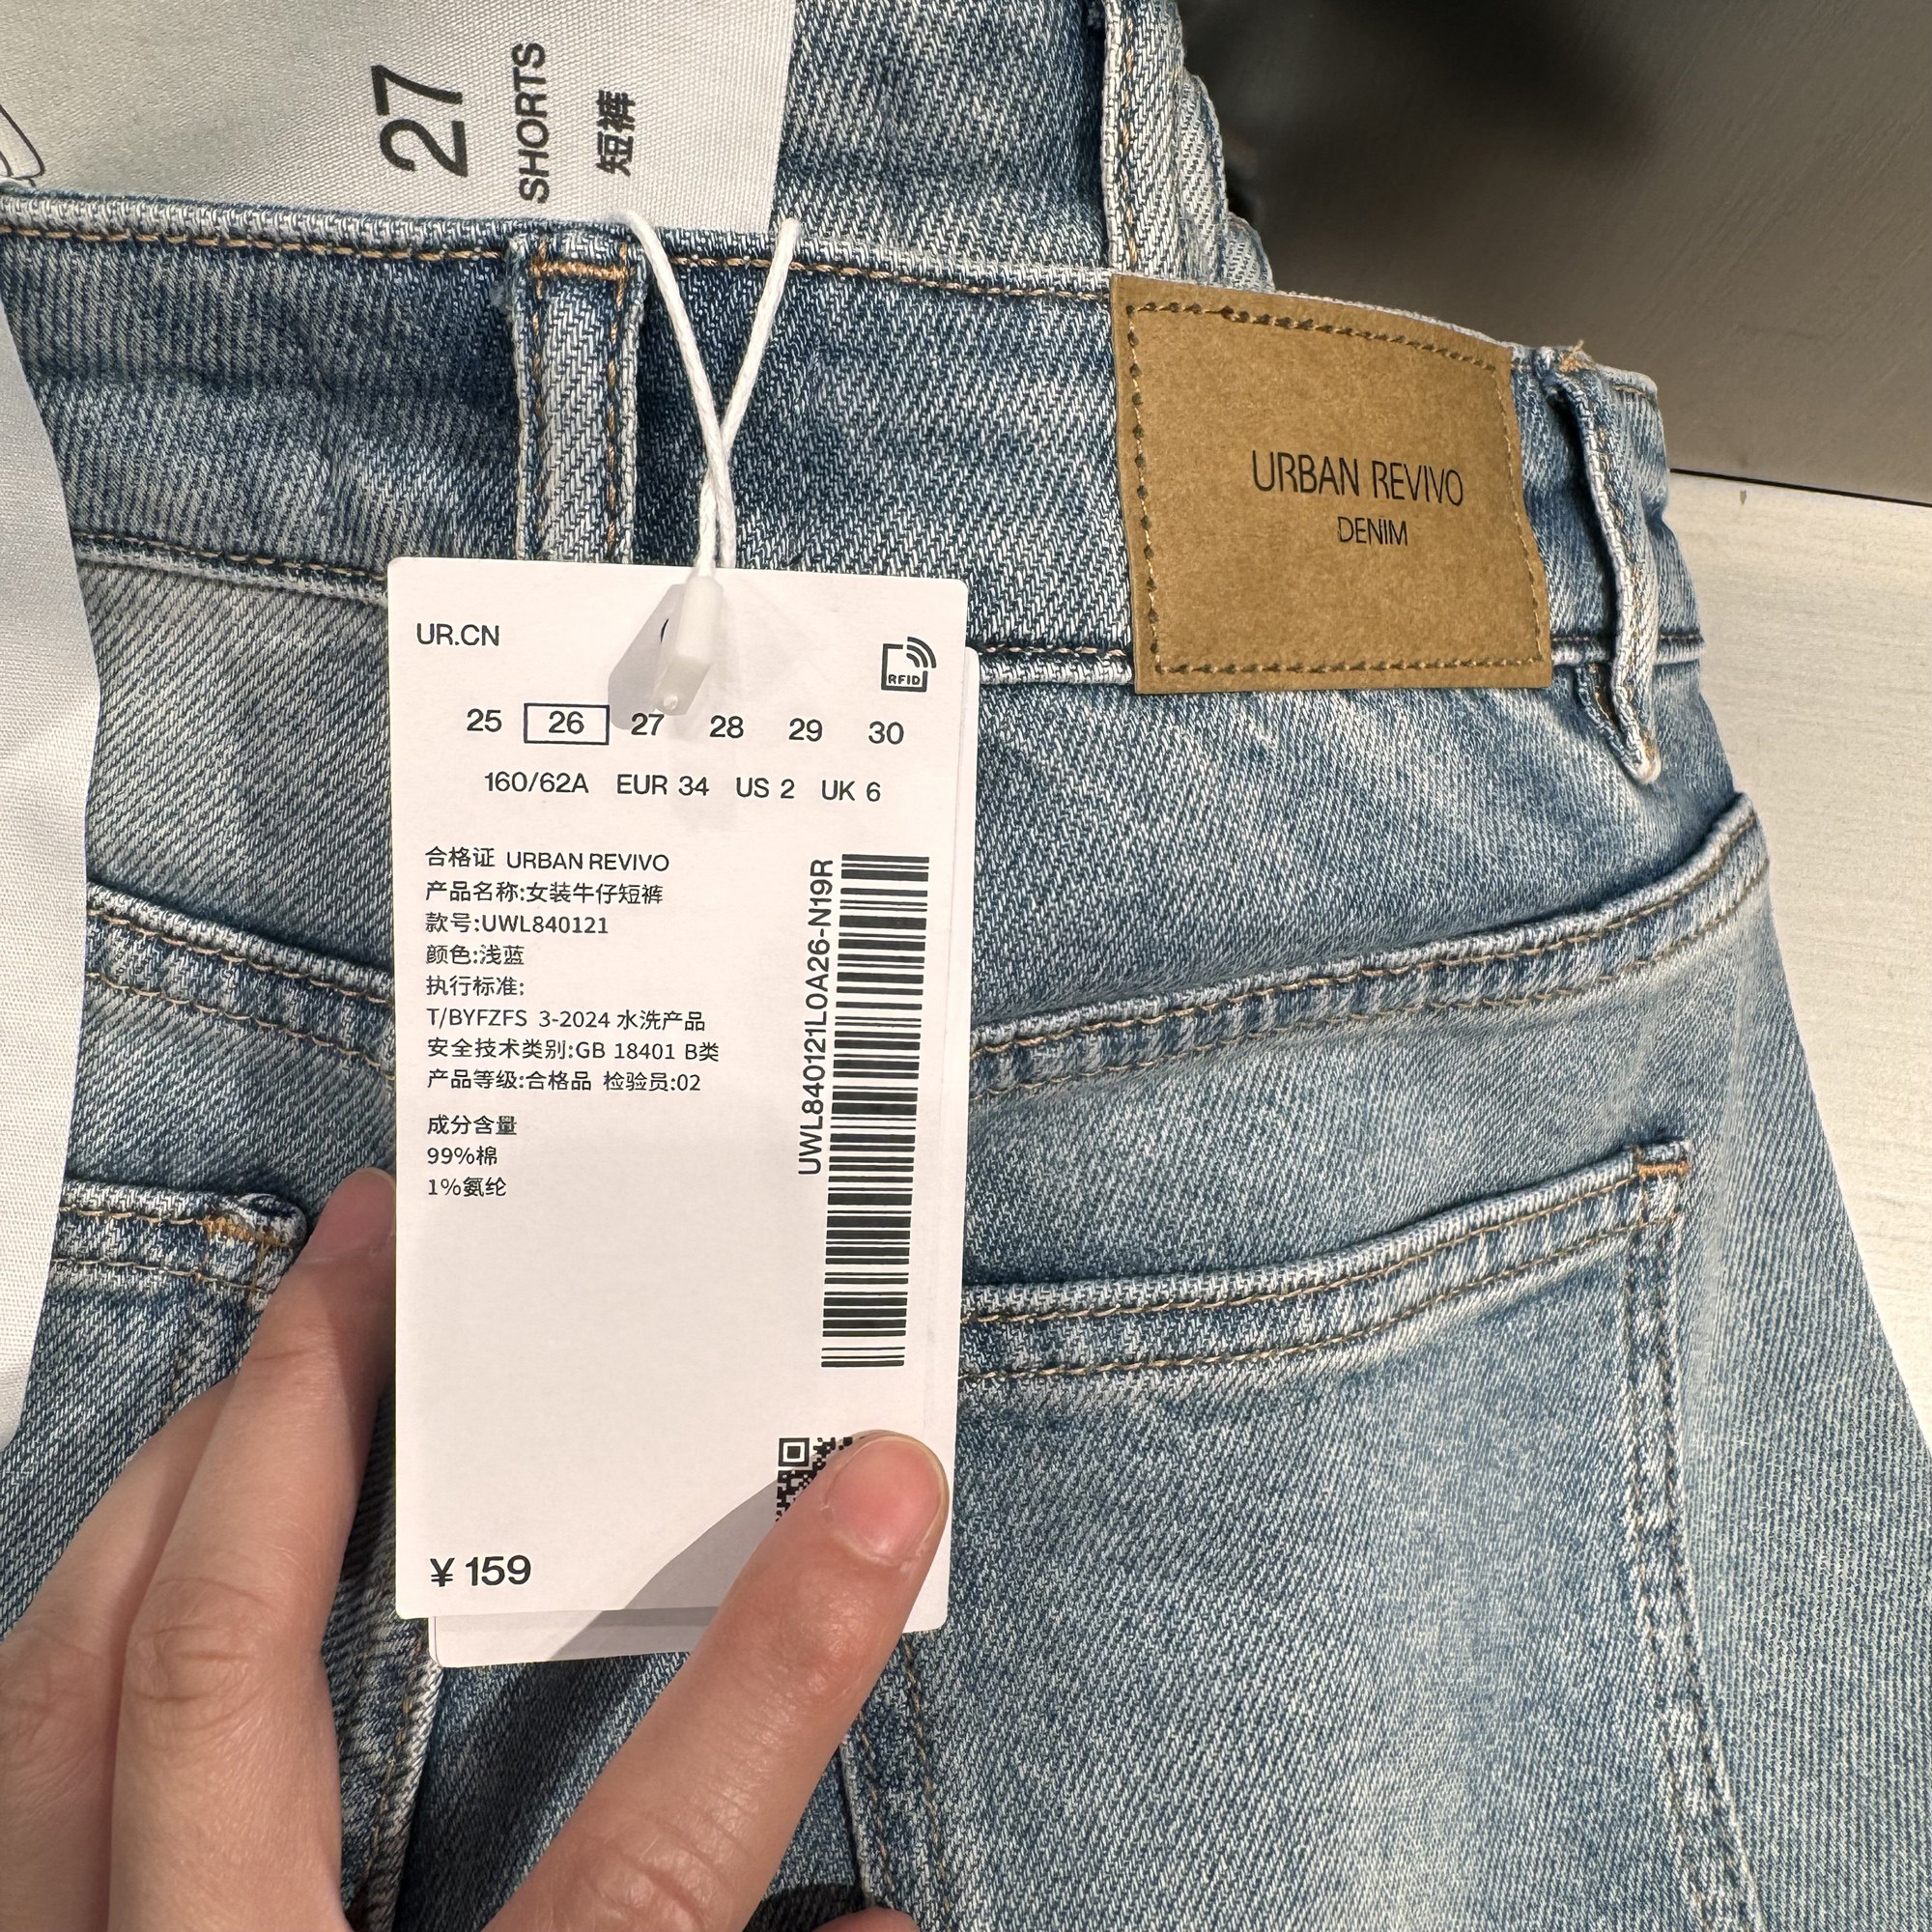 27
SHORTS
短裤
URBAN REVIVO
DENIM
UR.CN
RFID
25 26 27 28 29 30
160/62A EUR 34 US 2 UK 6
合格证 URBAN REVIVO
产品名称:女装牛仔短裤
款号:UWL840121
颜色:浅蓝
执行标准:
T/BYFZFS 3-2024 水洗产品
安全技术类别:GB 18401 B类
产品等级:合格品 检验员:02
成分含量
99%棉
1%氨纶
UWL840121L0A26-N19R
¥ 159